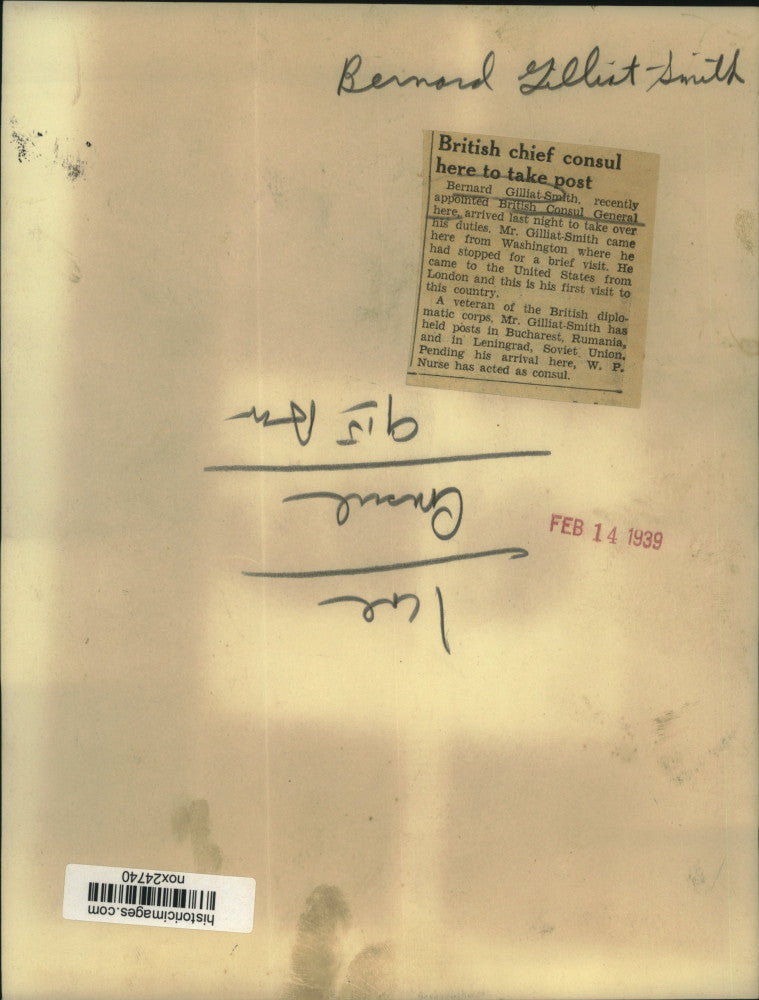 Bernard Gilliat-Smith
British chief consul
here to take post
Bernard Gilliat-Smith, recently
appointed British Consul General
here, arrived last night to take over
his duties. Mr. Gilliat-Smith came
here from Washington where he
had stopped for a brief visit. He
came to the United States from
London and this is his first visit to
this country.
A veteran of the British diplo-
matic corps, Mr. Gilliat-Smith has
held posts in Bucharest, Rumania,
and in Leningrad, Soviet Union.
Pending his arrival here, W. P.
Nurse has acted as consul.
FEB 14 1939
1 col
Consul
915
historicimages.com
nox24740